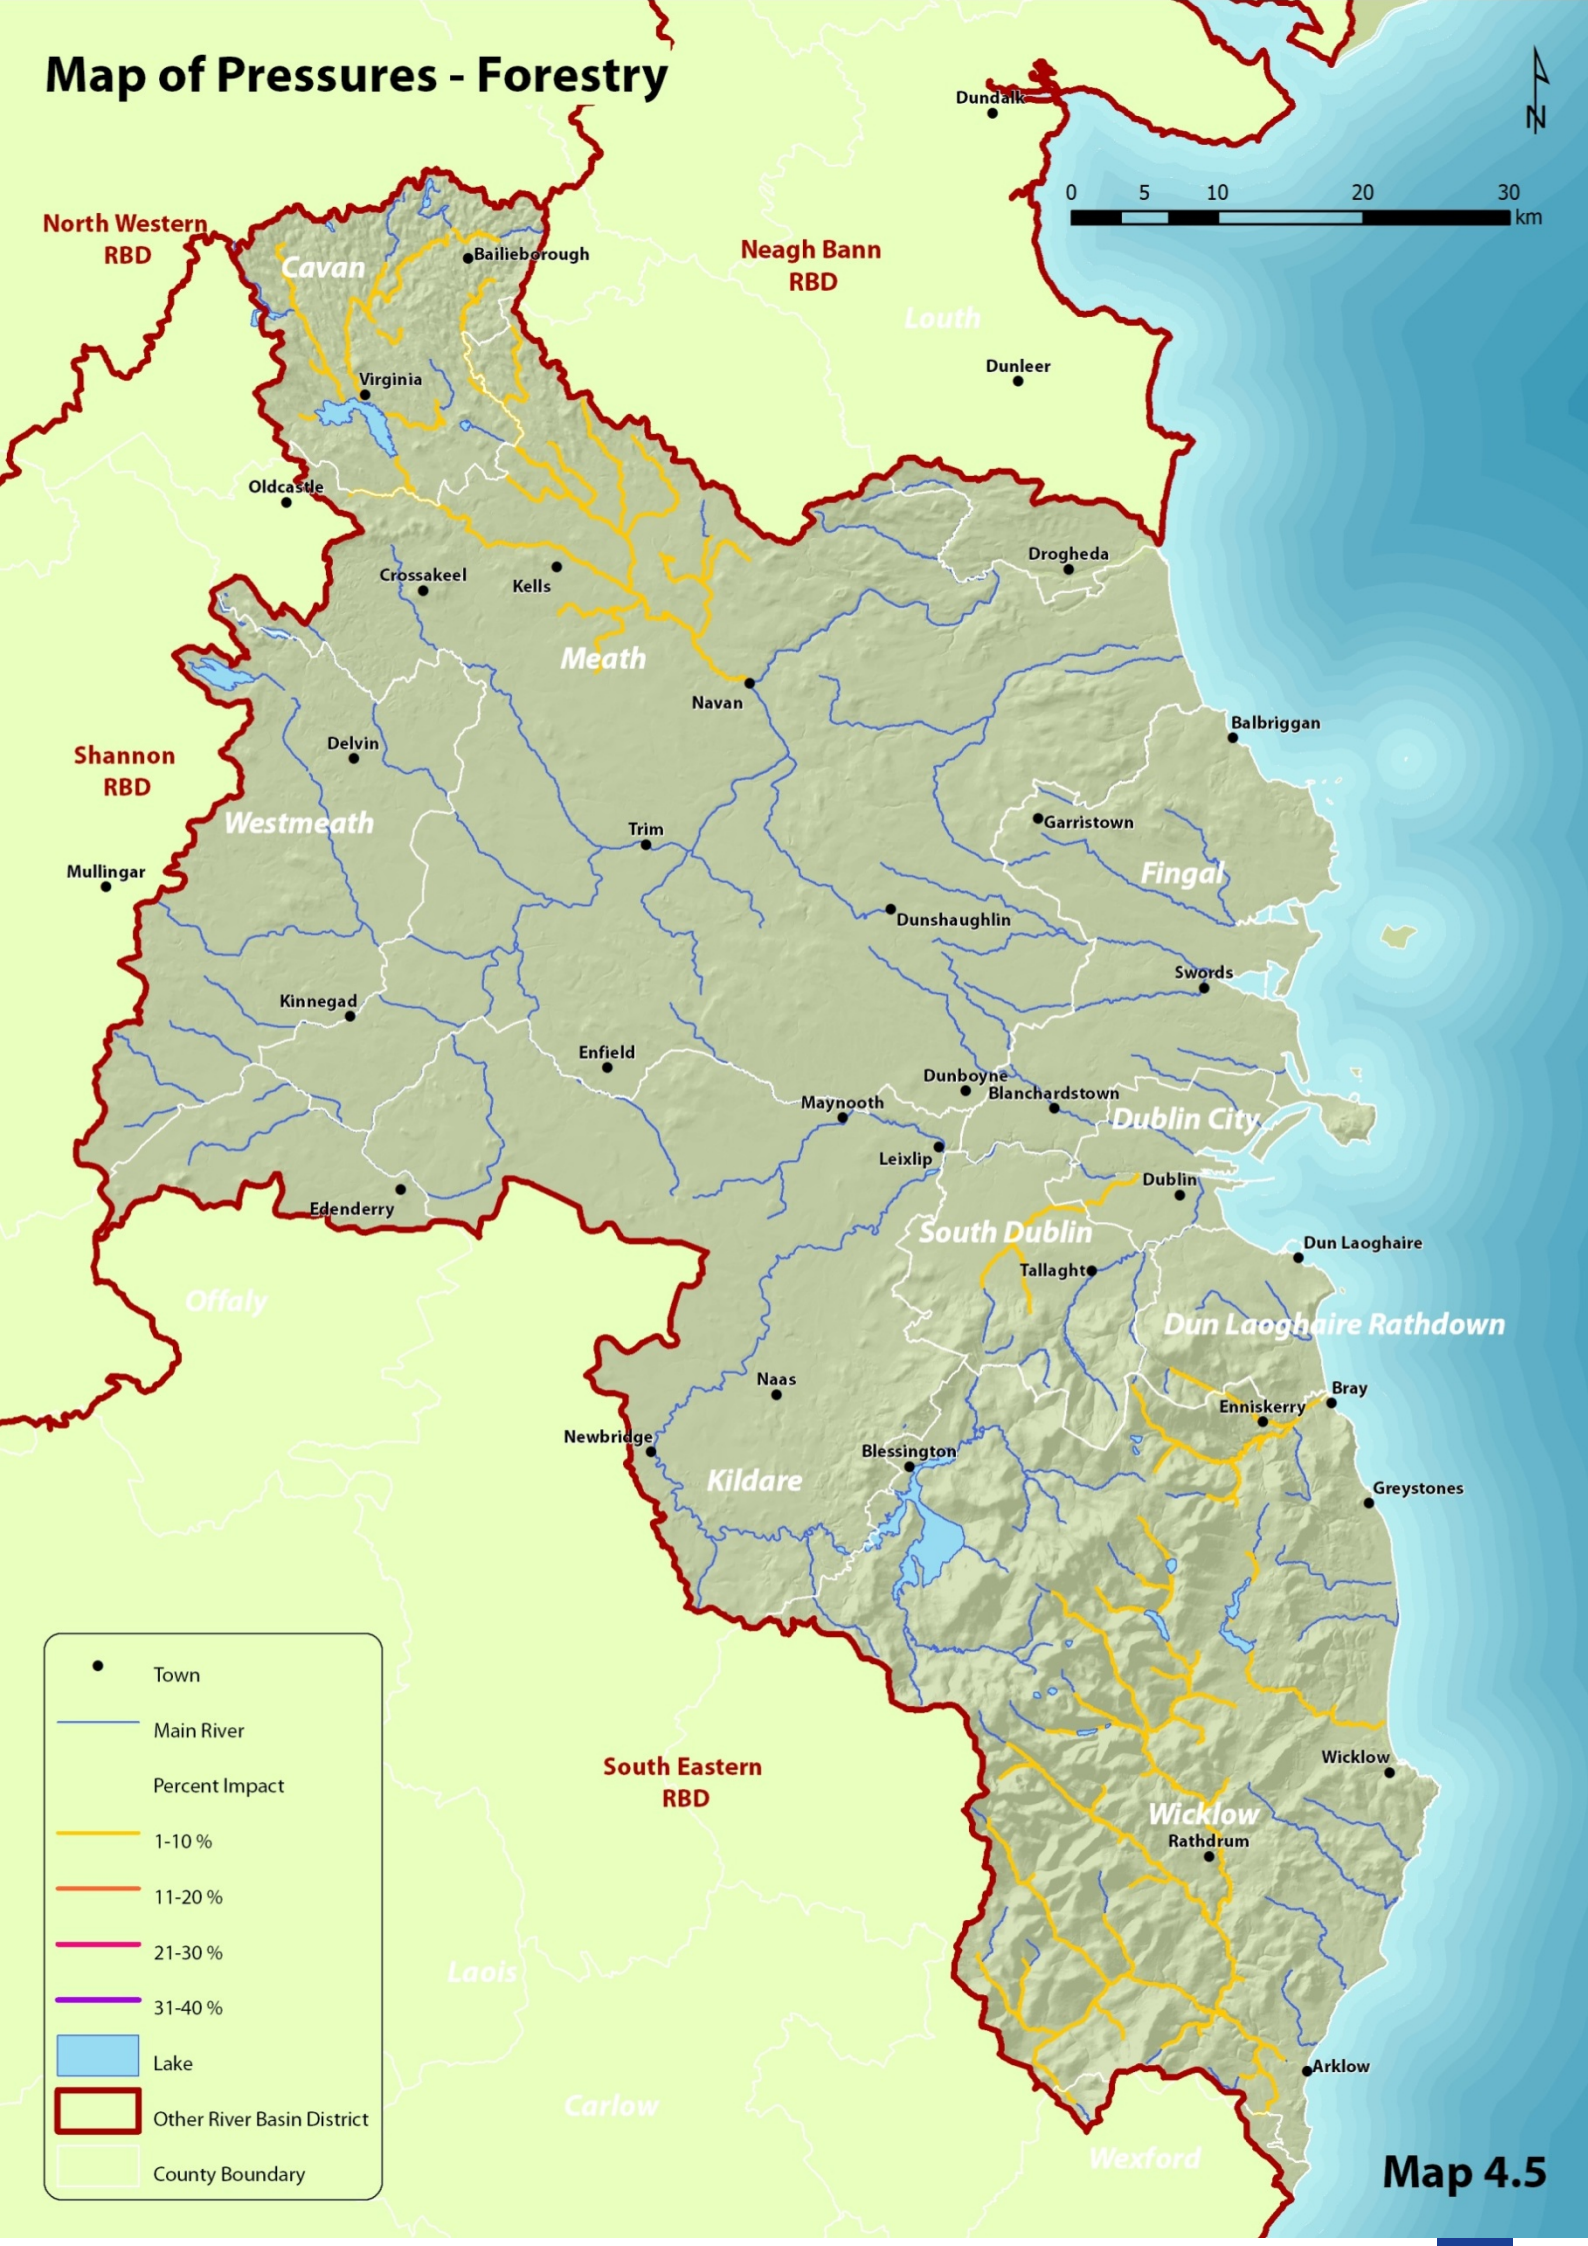 Map of Pressures - Forestry
Dundalk
N
0 5 10 20 30
km
North Western
RBD
Neagh Bann
RBD
Cavan
Bailieborough
Louth
Dunleer
Virginia
Oldcastle
Drogheda
Crossakeel
Kells
Meath
Navan
Balbriggan
Delvin
Shannon
RBD
Westmeath
Trim
Garristown
Mullingar
Fingal
Dunshaughlin
Swords
Kinnegad
Enfield
Dunboyne
Blanchardstown
Maynooth
Dublin City
Leixlip
Dublin
Edenderry
South Dublin
Dun Laoghaire
Tallaght
Offaly
Dun Laoghaire Rathdown
Naas
Bray
Enniskerry
Newbridge
Blessington
Kildare
Greystones
Town
Main River
Percent Impact
1-10 %
11-20 %
21-30 %
31-40 %
Lake
Other River Basin District
County Boundary
South Eastern
RBD
Wicklow
Wicklow
Rathdrum
Laois
Arklow
Carlow
Wexford
Map 4.5